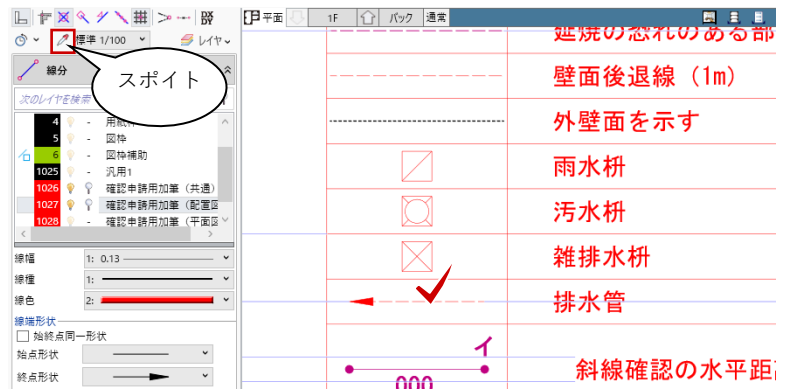 平面
1F
バック
通常
標準 1/100
レイヤ
線分
スポイト
次のレイヤを検索
4 - 用紙枠
5 - 図枠
6 - 図枠補助
1025 - 汎用1
1026 確認申請用加筆（共通）
1027 確認申請用加筆（配置図
1028 - 確認申請用加筆（平面図
線幅 1: 0.13
線種 1:
線色 2:
線端形状
始終点同一形状
始点形状
終点形状
延焼の恐れのある部
壁面後退線（1m）
外壁面を示す
雨水枡
汚水枡
雑排水枡
排水管
イ
000
斜線確認の水平距